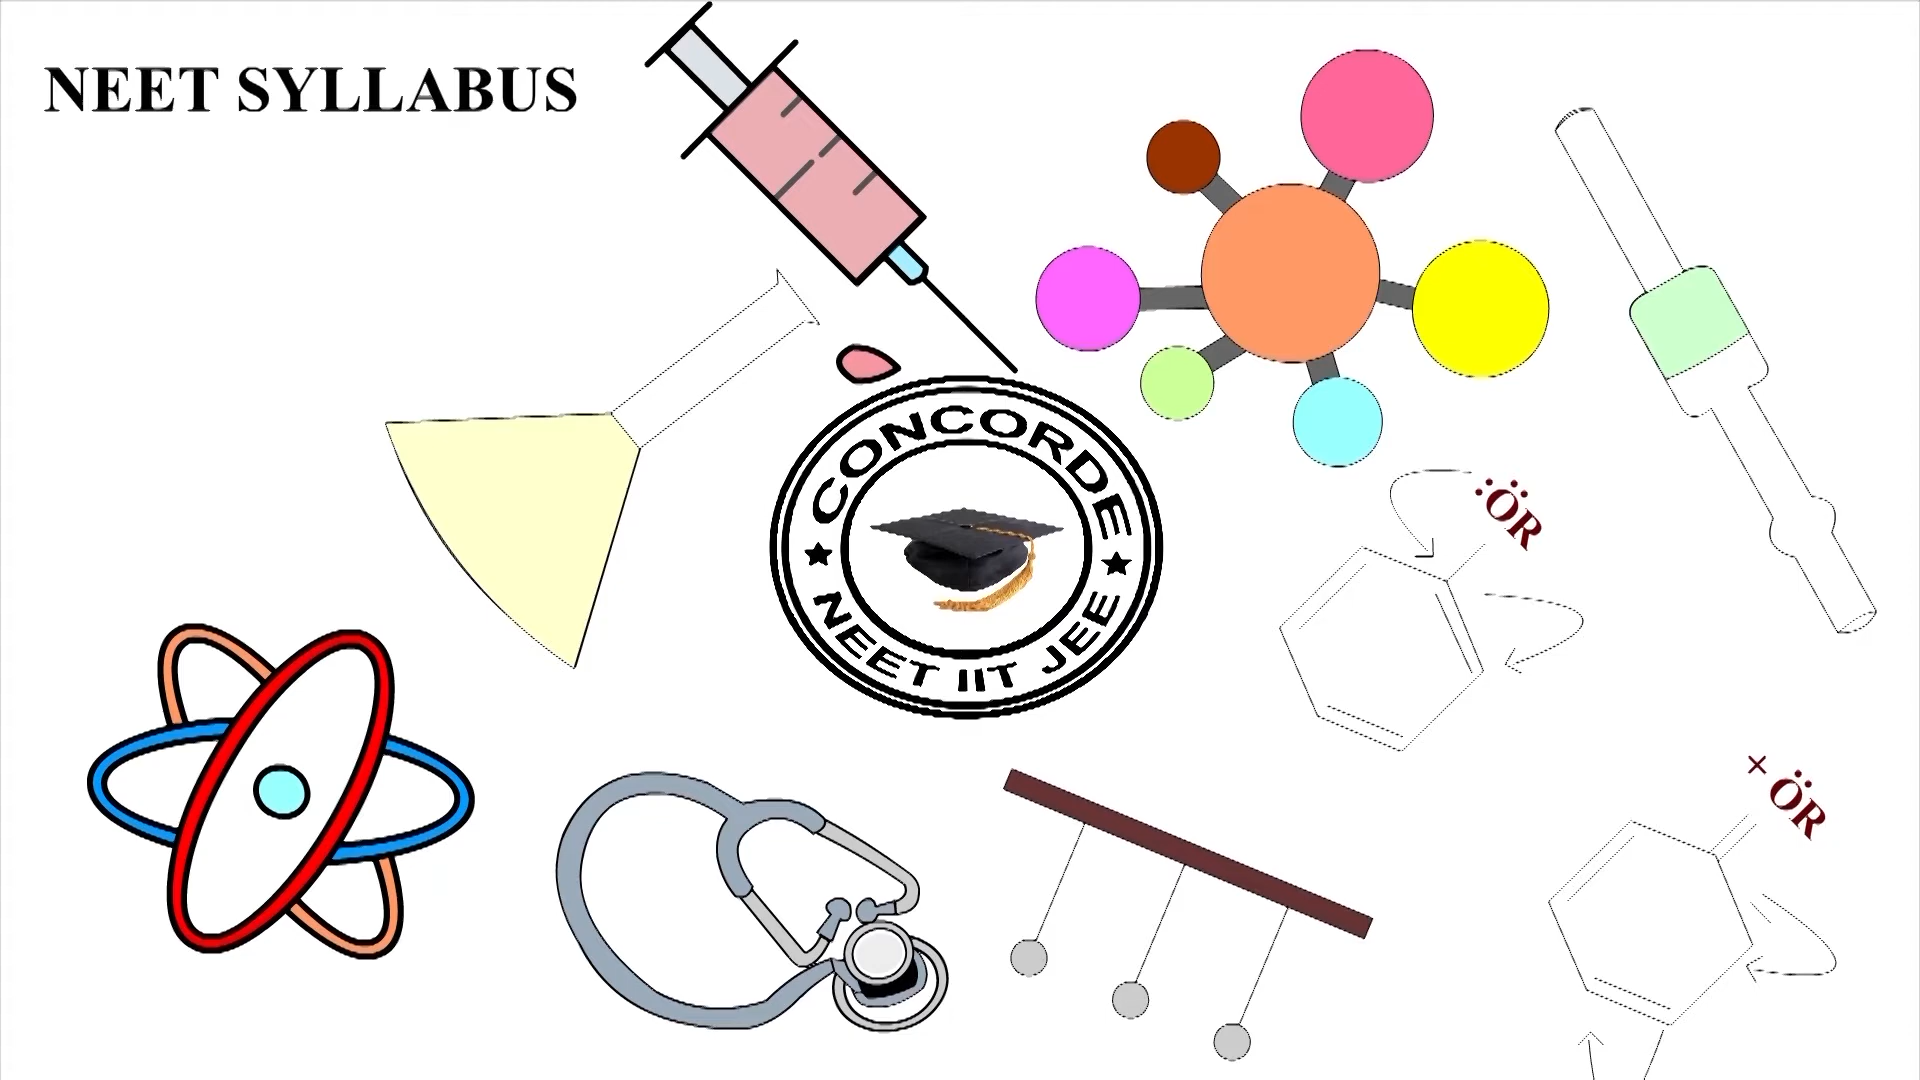 NEET SYLLABUS
CONCORDE
NEET IIT JEE
:ÖR
+ ÖR